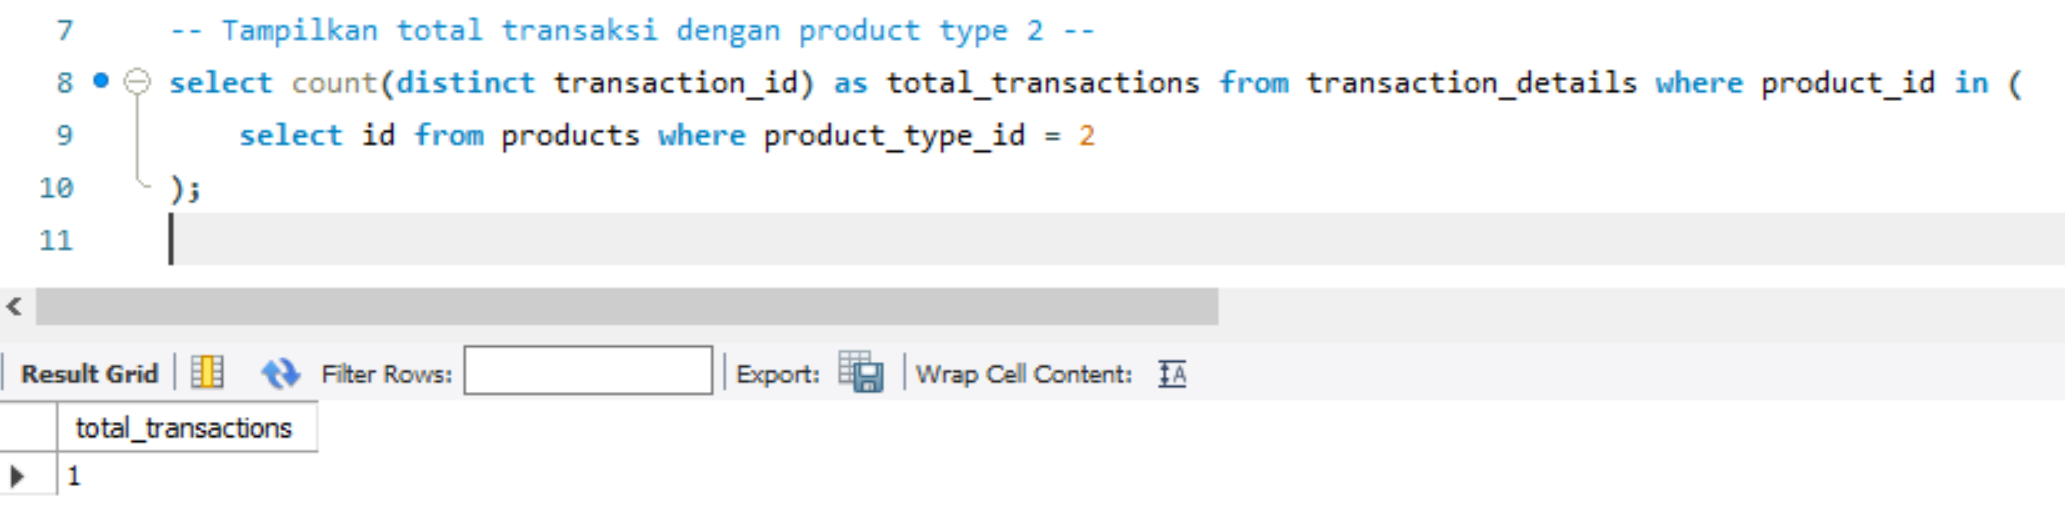 7 -- Tampilkan total transaksi dengan product type 2 --
8 select count(distinct transaction_id) as total_transactions from transaction_details where product_id in (
9 select id from products where product_type_id = 2
10 );
11
Result Grid Filter Rows: Export: Wrap Cell Content: IA
total_transactions
1